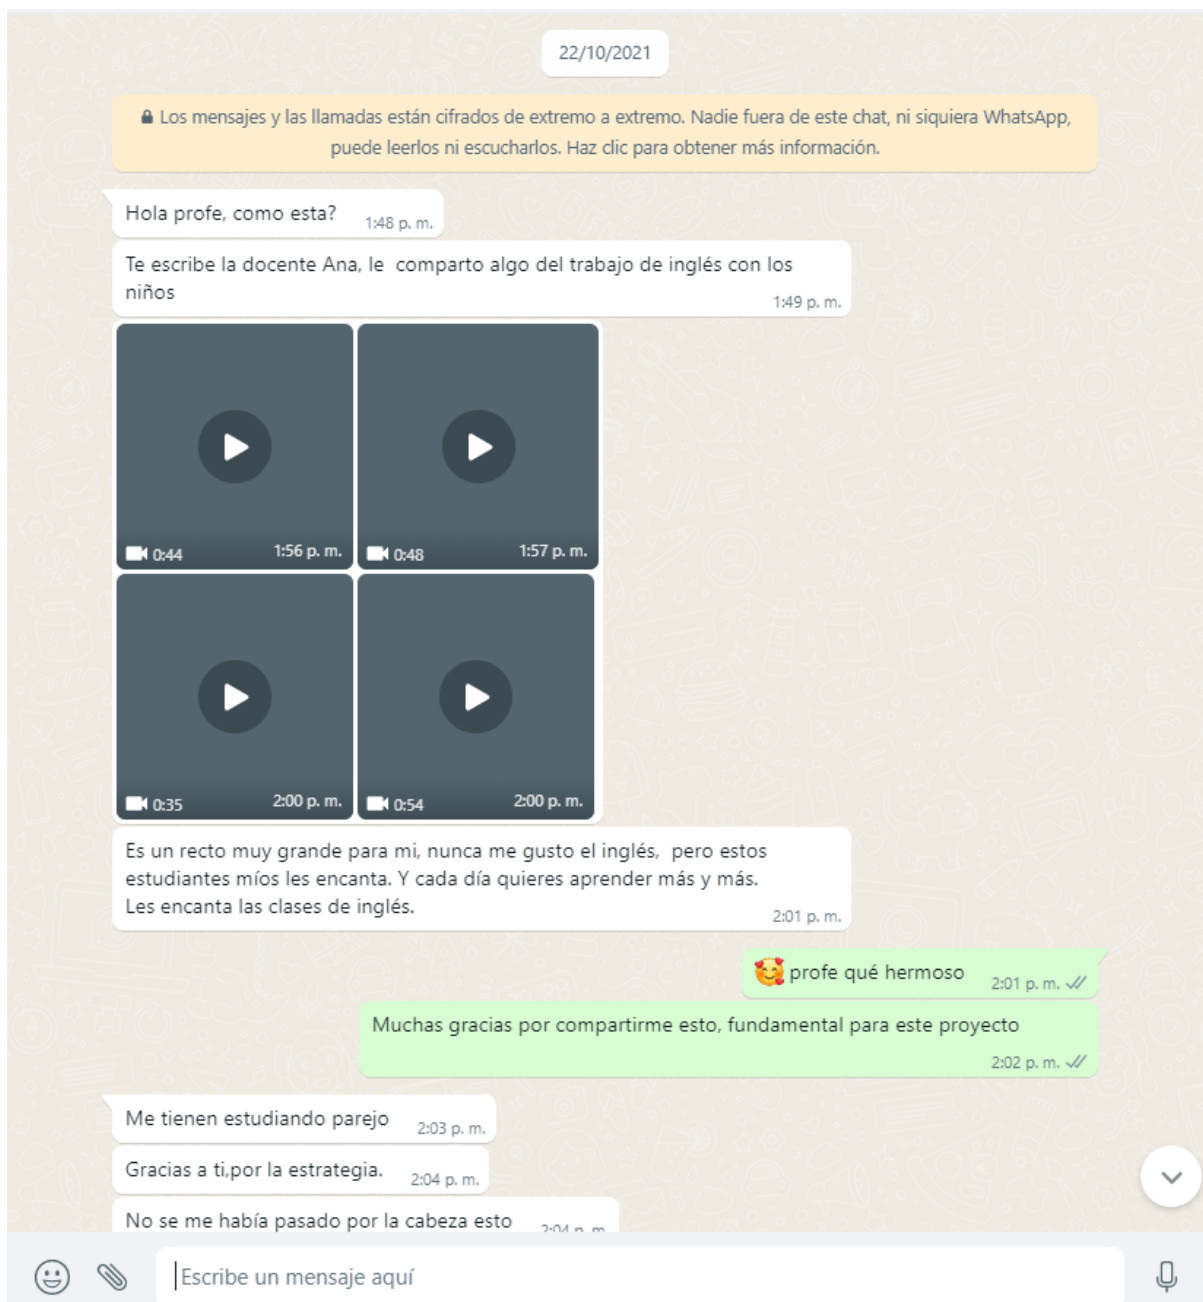 22/10/2021
Los mensajes y las llamadas están cifrados de extremo a extremo. Nadie fuera de este chat, ni siquiera WhatsApp,
puede leerlos ni escucharlos. Haz clic para obtener más información.
Hola profe, como esta? 1:48 p. m.
Te escribe la docente Ana, le comparto algo del trabajo de inglés con los
niños 1:49 p. m.
0:44 1:56 p. m. 0:48 1:57 p. m.
0:35 2:00 p. m. 0:54 2:00 p. m.
Es un recto muy grande para mi, nunca me gusto el inglés, pero estos
estudiantes míos les encanta. Y cada día quieres aprender más y más.
Les encanta las clases de inglés. 2:01 p. m.
🥰 profe qué hermoso 2:01 p. m.
Muchas gracias por compartirme esto, fundamental para este proyecto
2:02 p. m.
Me tienen estudiando parejo 2:03 p. m.
Gracias a ti,por la estrategia. 2:04 p. m.
No se me había pasado por la cabeza esto 2:04 p. m.
Escribe un mensaje aquí